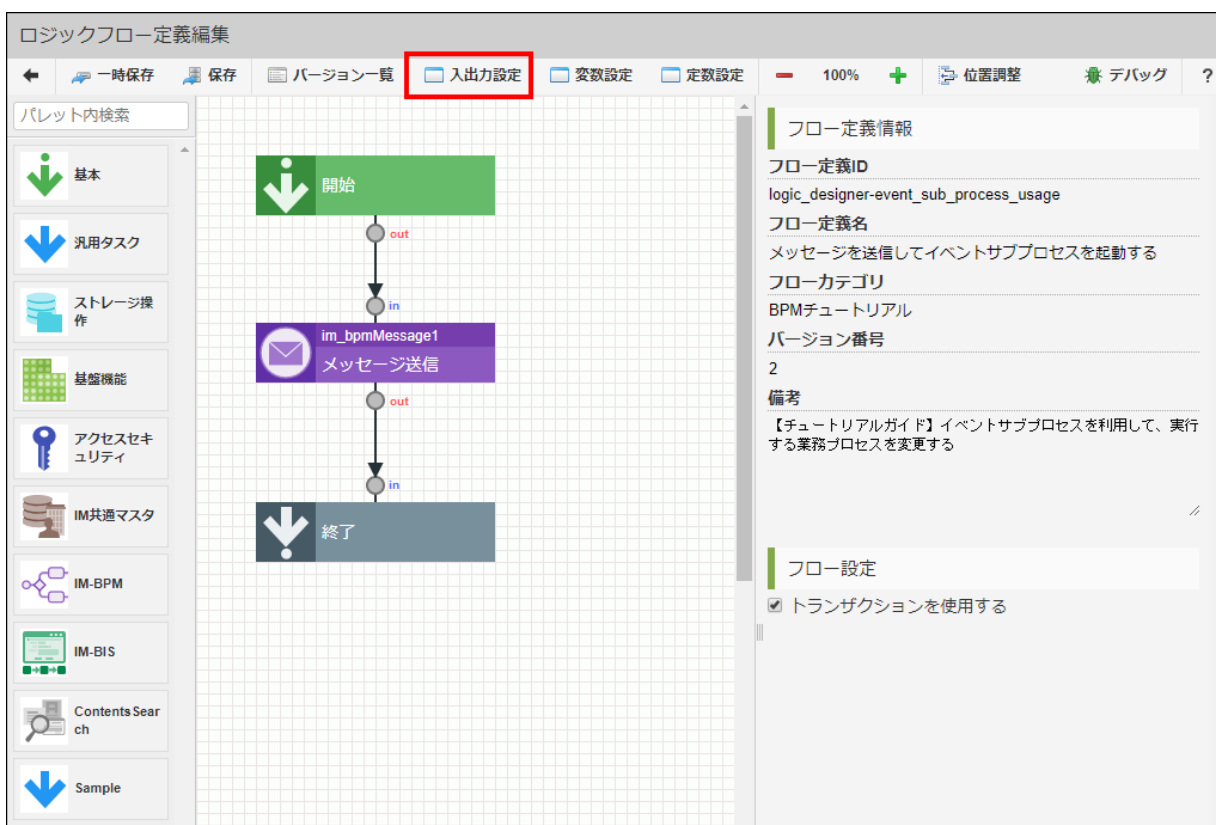 ロジックフロー定義編集
一時保存 保存 バージョン一覧 入出力設定 変数設定 定数設定 100% 位置調整 デバッグ ?
パレット内検索
基本
汎用タスク
ストレージ操
作
基盤機能
アクセスセキ
ュリティ
IM共通マスタ
IM-BPM
IM-BIS
ContentsSear
ch
Sample
開始
out
in
im_bpmMessage1
メッセージ送信
out
in
終了
フロー定義情報
フロー定義ID
logic_designer-event_sub_process_usage
フロー定義名
メッセージを送信してイベントサブプロセスを起動する
フローカテゴリ
BPMチュートリアル
バージョン番号
2
備考
【チュートリアルガイド】イベントサブプロセスを利用して、実行
する業務プロセスを変更する
フロー設定
トランザクションを使用する